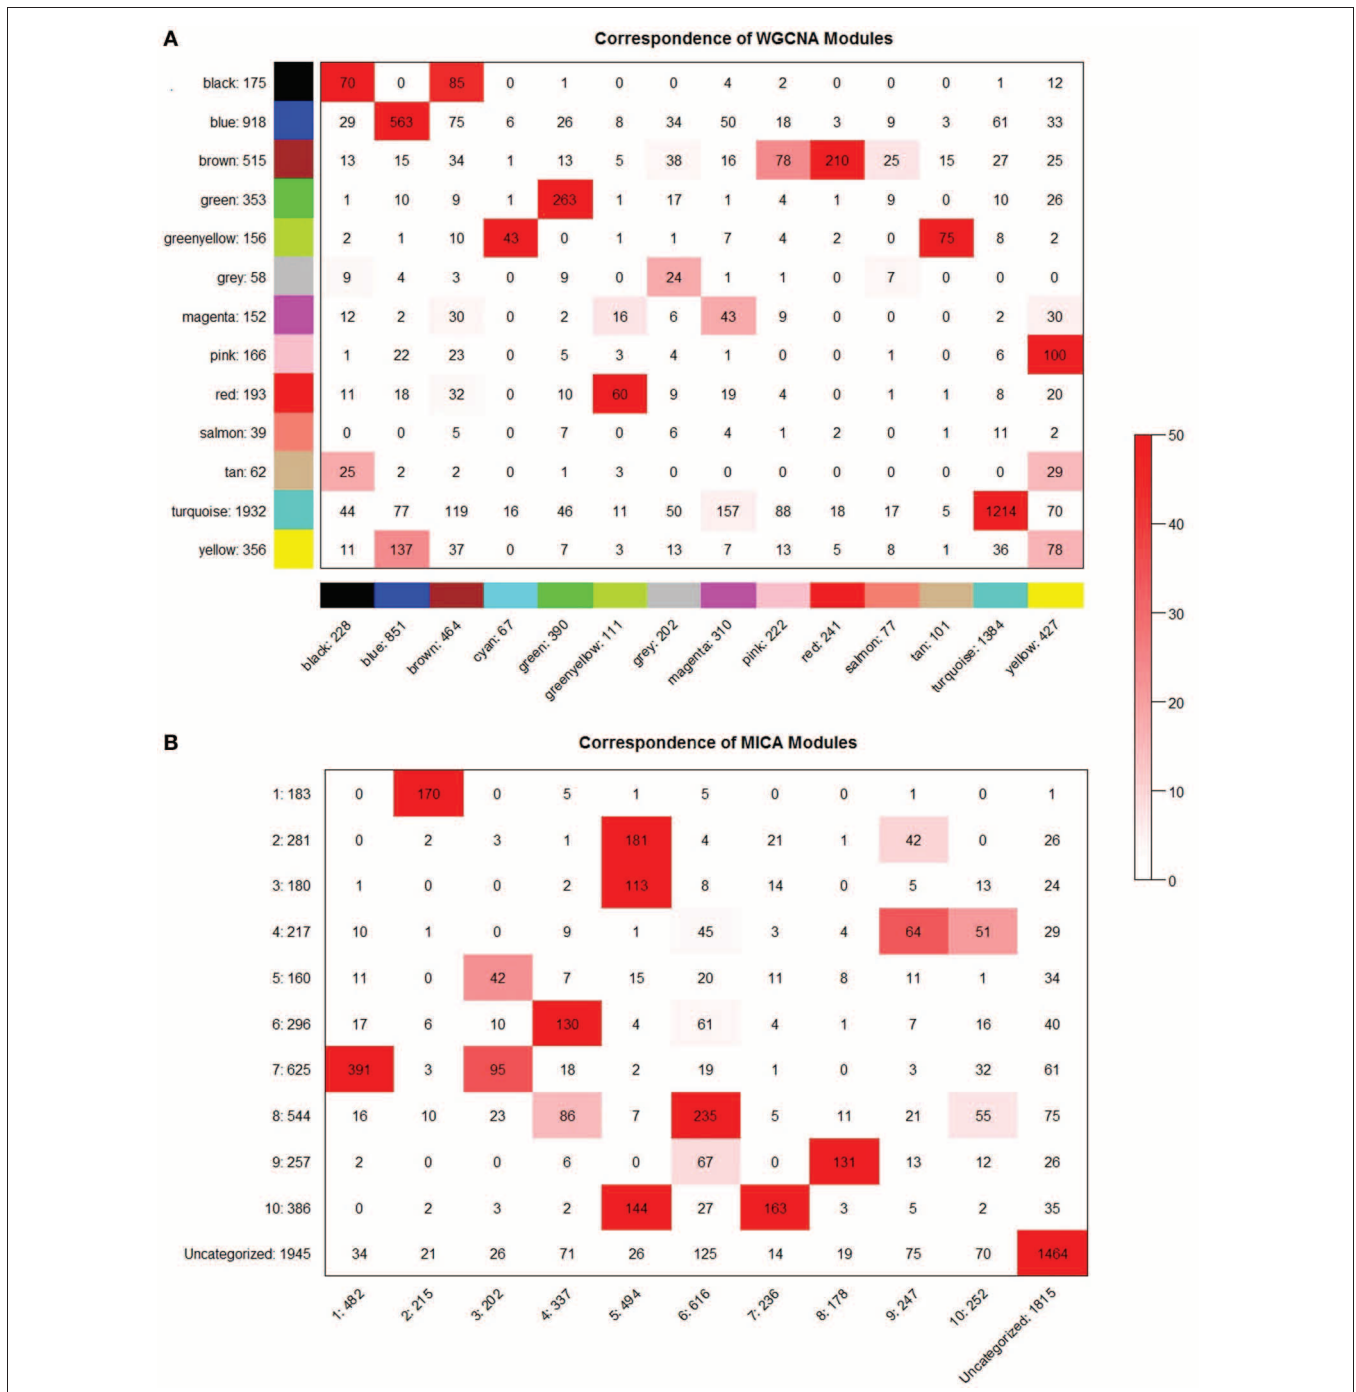 A
Correspondence of WGCNA Modules
black: 175 70 0 85 0 1 0 0 4 2 0 0 0 1 12
blue: 918 29 563 75 6 26 8 34 50 18 3 9 3 61 33
brown: 515 13 15 34 1 13 5 38 16 78 210 25 15 27 25
green: 353 1 10 9 1 263 1 17 1 4 1 9 0 10 26
greenyellow: 156 2 1 10 43 0 1 1 7 4 2 0 75 8 2
grey: 58 9 4 3 0 9 0 24 1 1 0 7 0 0 0
magenta: 152 12 2 30 0 2 16 6 43 9 0 0 0 2 30
pink: 166 1 22 23 0 5 3 4 1 0 0 1 0 6 100
red: 193 11 18 32 0 10 60 9 19 4 0 1 1 8 20
salmon: 39 0 0 5 0 7 0 6 4 1 2 0 1 11 2
tan: 62 25 2 2 0 1 3 0 0 0 0 0 0 0 29
turquoise: 1932 44 77 119 16 46 11 50 157 88 18 17 5 1214 70
yellow: 356 11 137 37 0 7 3 13 7 13 5 8 1 36 78
black: 228 blue: 851 brown: 464 cyan: 67 green: 390 greenyellow: 111 grey: 202 magenta: 310 pink: 222 red: 241 salmon: 77 tan: 101 turquoise: 1384 yellow: 427
50
40
30
20
10
0
B
Correspondence of MICA Modules
1: 183 0 170 0 5 1 5 0 0 1 0 1
2: 281 0 2 3 1 181 4 21 1 42 0 26
3: 180 1 0 0 2 113 8 14 0 5 13 24
4: 217 10 1 0 9 1 45 3 4 64 51 29
5: 160 11 0 42 7 15 20 11 8 11 1 34
6: 296 17 6 10 130 4 61 4 1 7 16 40
7: 625 391 3 95 18 2 19 1 0 3 32 61
8: 544 16 10 23 86 7 235 5 11 21 55 75
9: 257 2 0 0 6 0 67 0 131 13 12 26
10: 386 0 2 3 2 144 27 163 3 5 2 35
Uncategorized: 1945 34 21 26 71 26 125 14 19 75 70 1464
1: 482 2: 215 3: 202 4: 337 5: 494 6: 616 7: 236 8: 178 9: 247 10: 252 Uncategorized: 1815